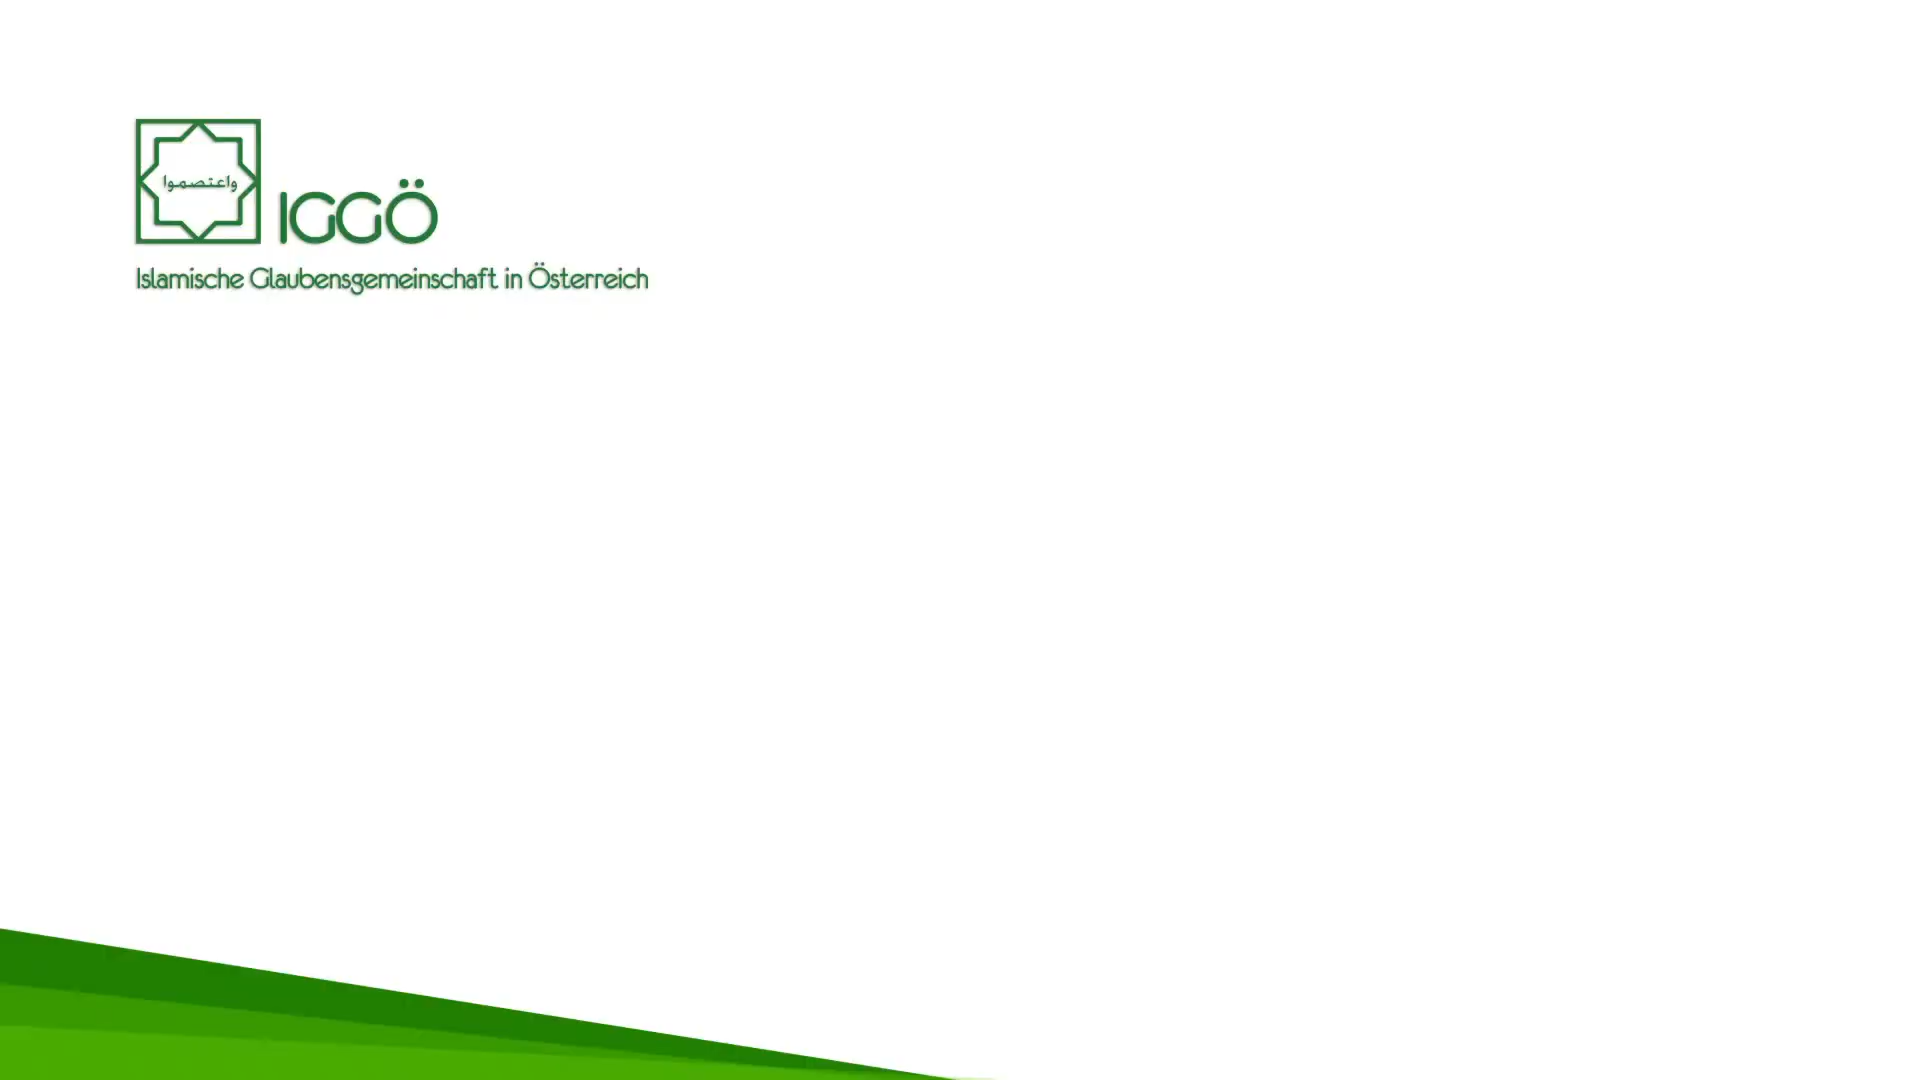 واعتصموا
IGGÖ
Islamische Glaubensgemeinschaft in Österreich